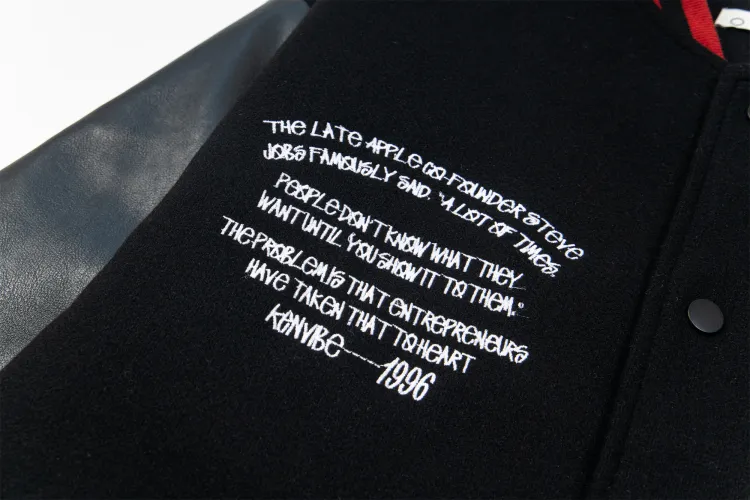 THE LATE APPLE CO-FOUNDER STEVE
JOBS FAMOUSLY SAID. "A LOT OF TIMES.
PEOPLE DON'T KNOW WHAT THEY
WANT UNTIL YOU SHOW IT TO THEM."
THE PROBLEM IS THAT ENTREPRENEURS
HAVE TAKEN THAT TO HEART
KENVIBE----1996